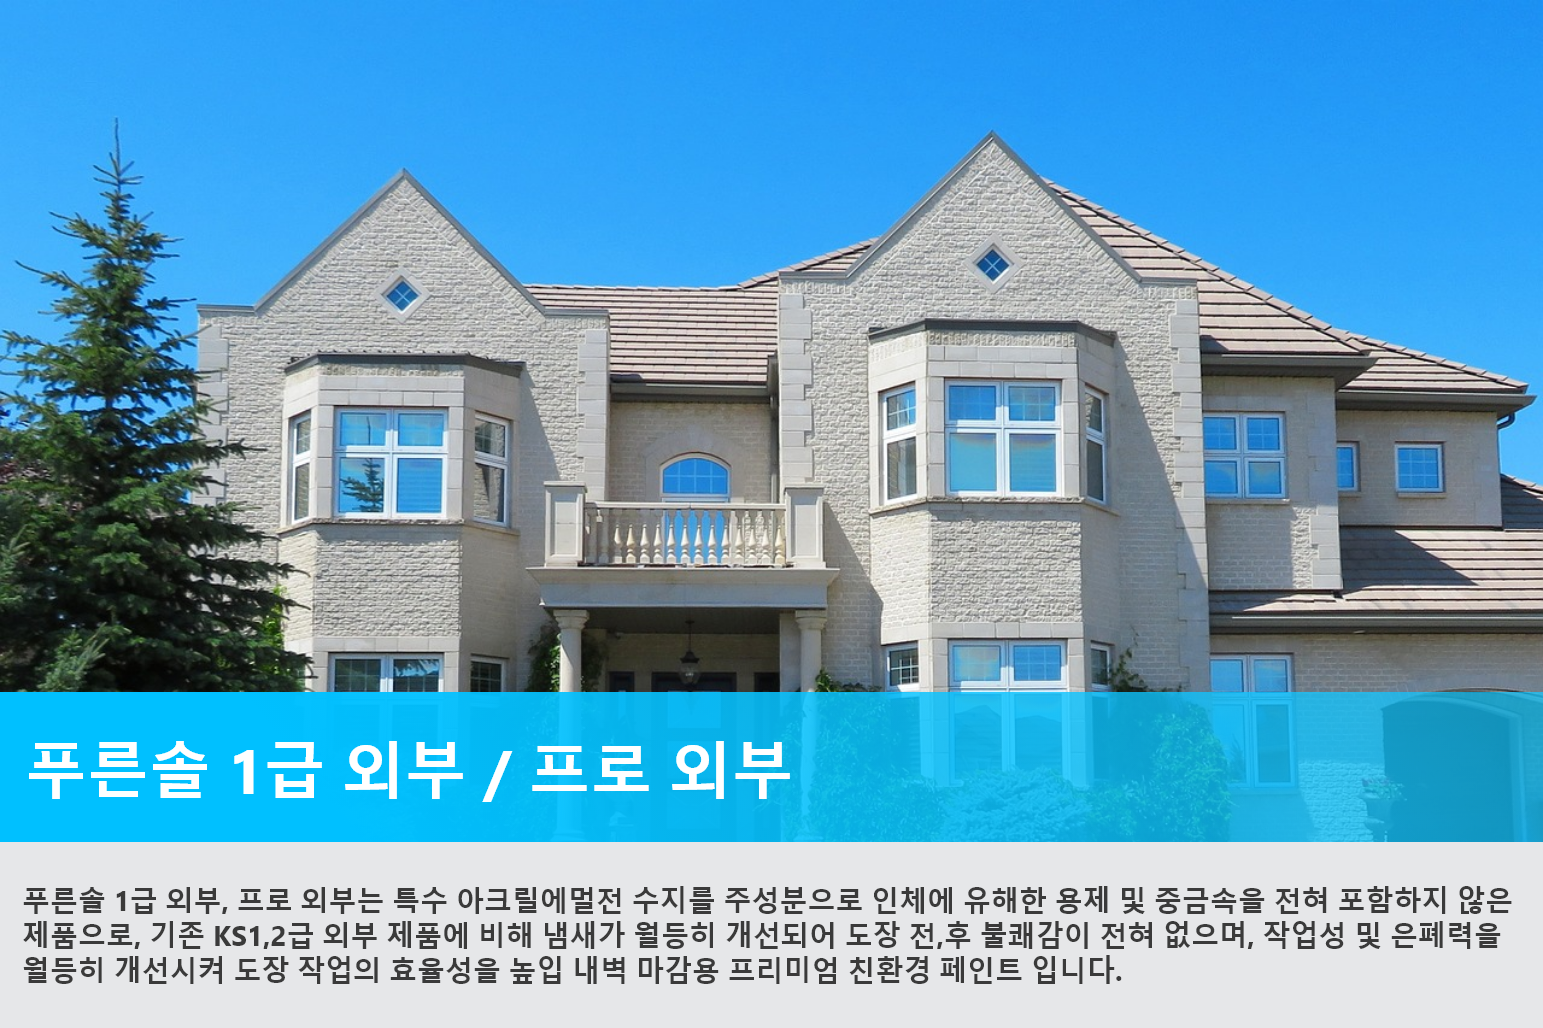 푸른솔 1급 외부 / 프로 외부
푸른솔 1급 외부, 프로 외부는 특수 아크릴에멀전 수지를 주성분으로 인체에 유해한 용제 및 중금속을 전혀 포함하지 않은
제품으로, 기존 KS1,2급 외부 제품에 비해 냄새가 월등히 개선되어 도장 전,후 불쾌감이 전혀 없으며, 작업성 및 은폐력을
월등히 개선시켜 도장 작업의 효율성을 높입 내벽 마감용 프리미엄 친환경 페인트 입니다.